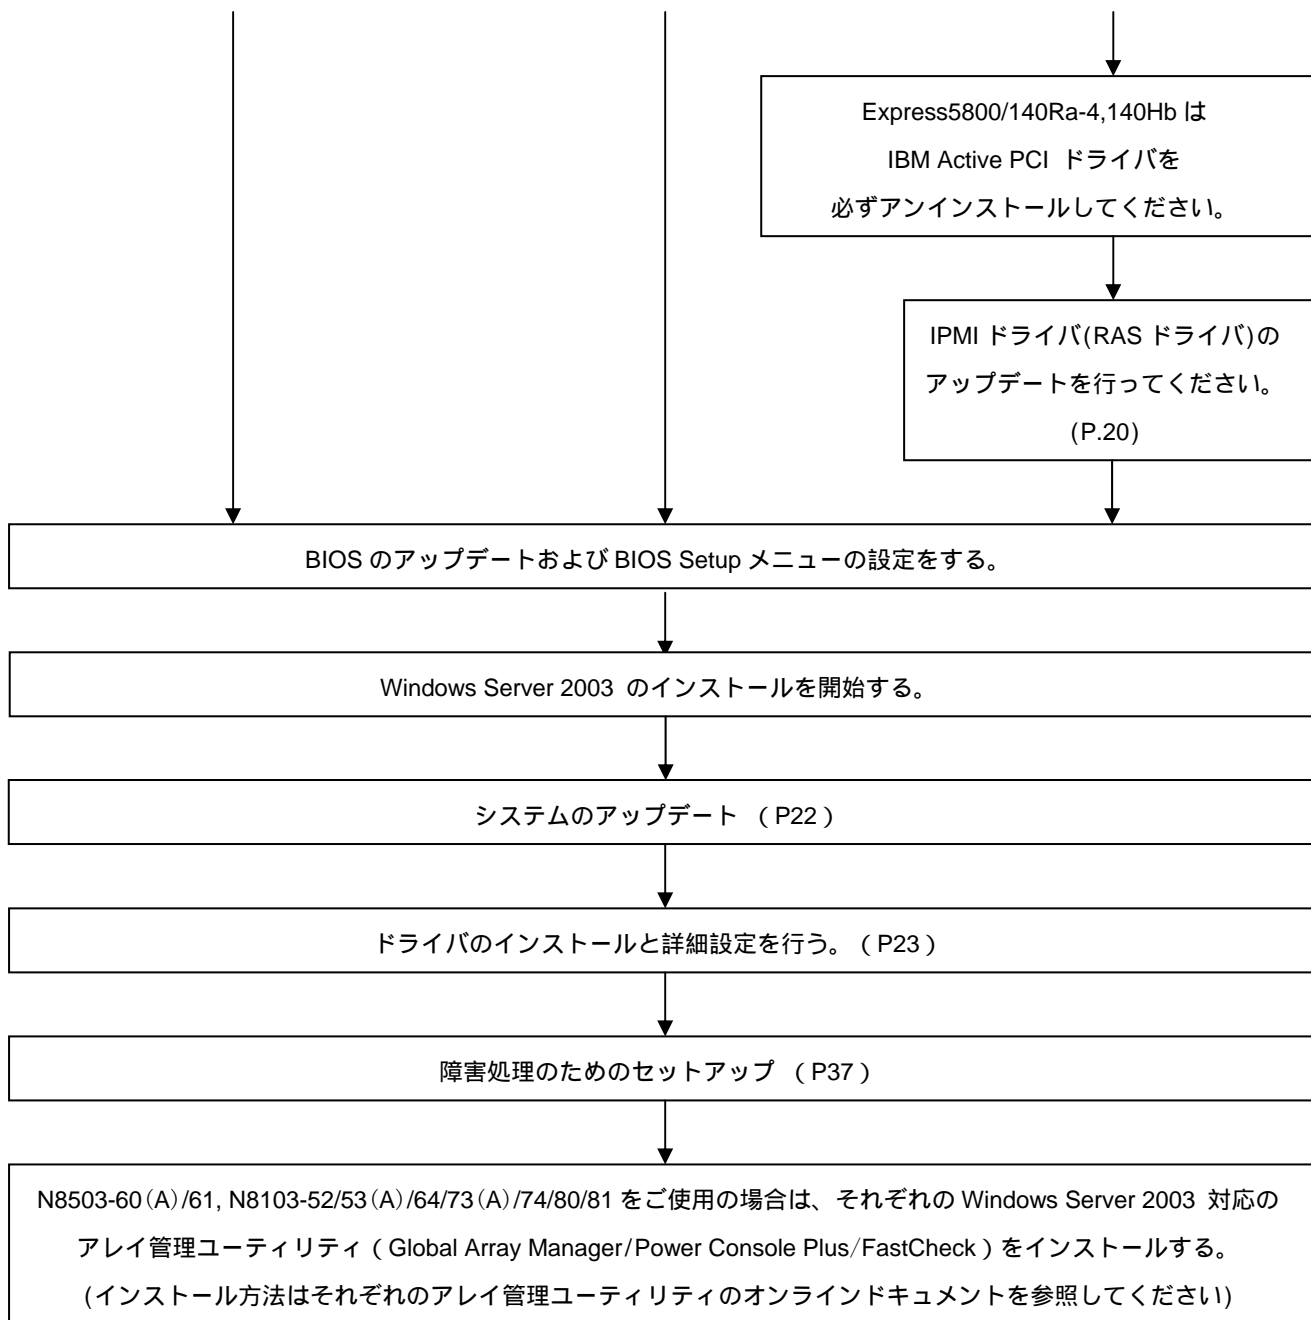 Express5800/140Ra-4,140Hb は
IBM Active PCI ドライバを
必ずアンインストールしてください。
IPMI ドライバ(RAS ドライバ)の
アップデートを行ってください。
(P.20)
BIOS のアップデートおよび BIOS Setup メニューの設定をする。
Windows Server 2003 のインストールを開始する。
システムのアップデート （P22）
ドライバのインストールと詳細設定を行う。（P23）
障害処理のためのセットアップ （P37）
N8503-60(A)/61, N8103-52/53(A)/64/73(A)/74/80/81 をご使用の場合は、それぞれの Windows Server 2003 対応の
アレイ管理ユーティリティ（Global Array Manager/Power Console Plus/FastCheck）をインストールする。
(インストール方法はそれぞれのアレイ管理ユーティリティのオンラインドキュメントを参照してください)